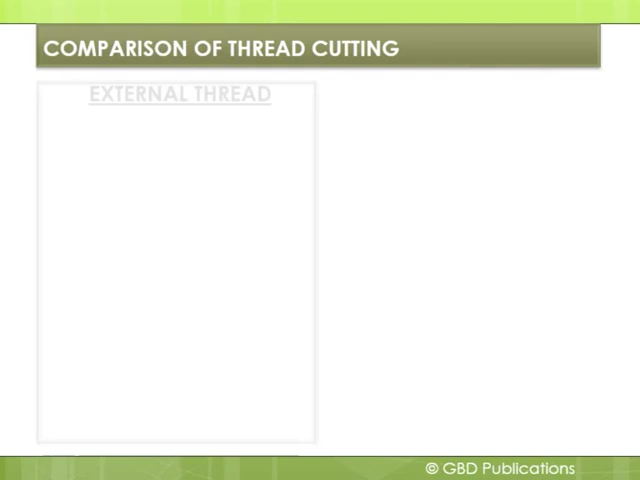 COMPARISON OF THREAD CUTTING
EXTERNAL THREAD
© GBD Publications